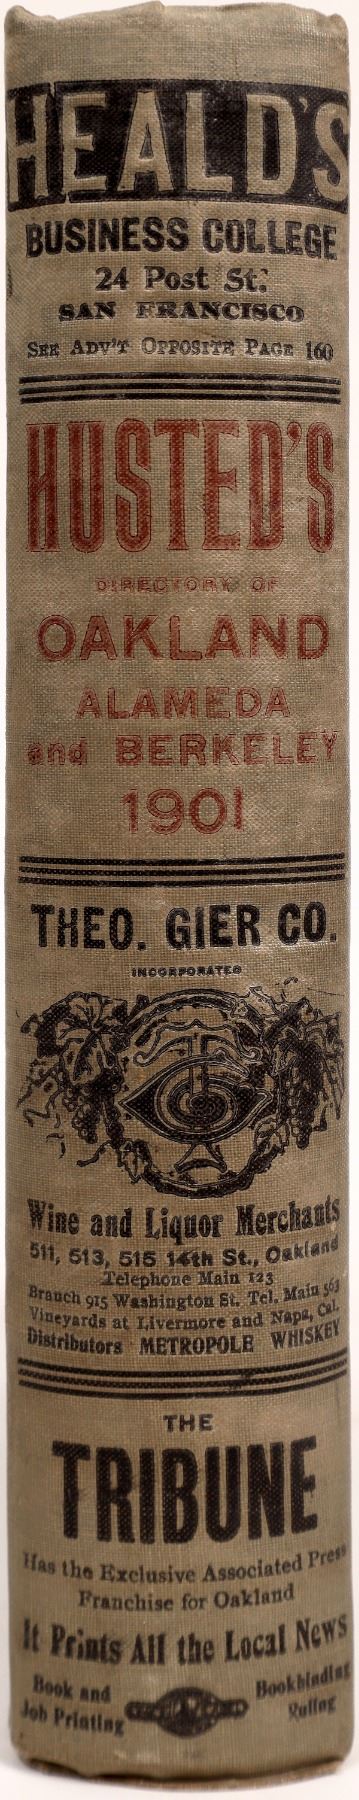 HEALD'S
BUSINESS COLLEGE
24 Post St.
SAN FRANCISCO
SEE ADV'T OPPOSITE PAGE 160
HUSTED'S
DIRECTORY OF
OAKLAND
ALAMEDA
and BERKELEY
1901
THEO. GIER CO.
INCORPORATED
Wine and Liquor Merchants
511, 513, 515 14th St., Oakland
Telephone Main 123
Branch 915 Washington St. Tel. Main 563
Vineyards at Livermore and Napa, Cal.
Distributors METROPOLE WHISKEY
THE
TRIBUNE
Has the Exclusive Associated Press
Franchise for Oakland
It Prints All the Local News
Book and
Job Printing
Bookbinding
Ruling